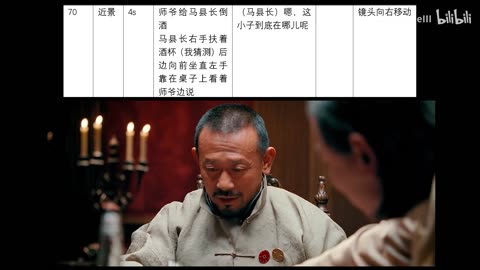 70 近景 4s 师爷给马县长倒 （马县长）嗯，这 镜头向右移动
酒 小子到底在哪儿呢
马县长右手扶着
酒杯（我猜测）后
边向前坐直左手
靠在桌子上看着
师爷边说
elll bilibili